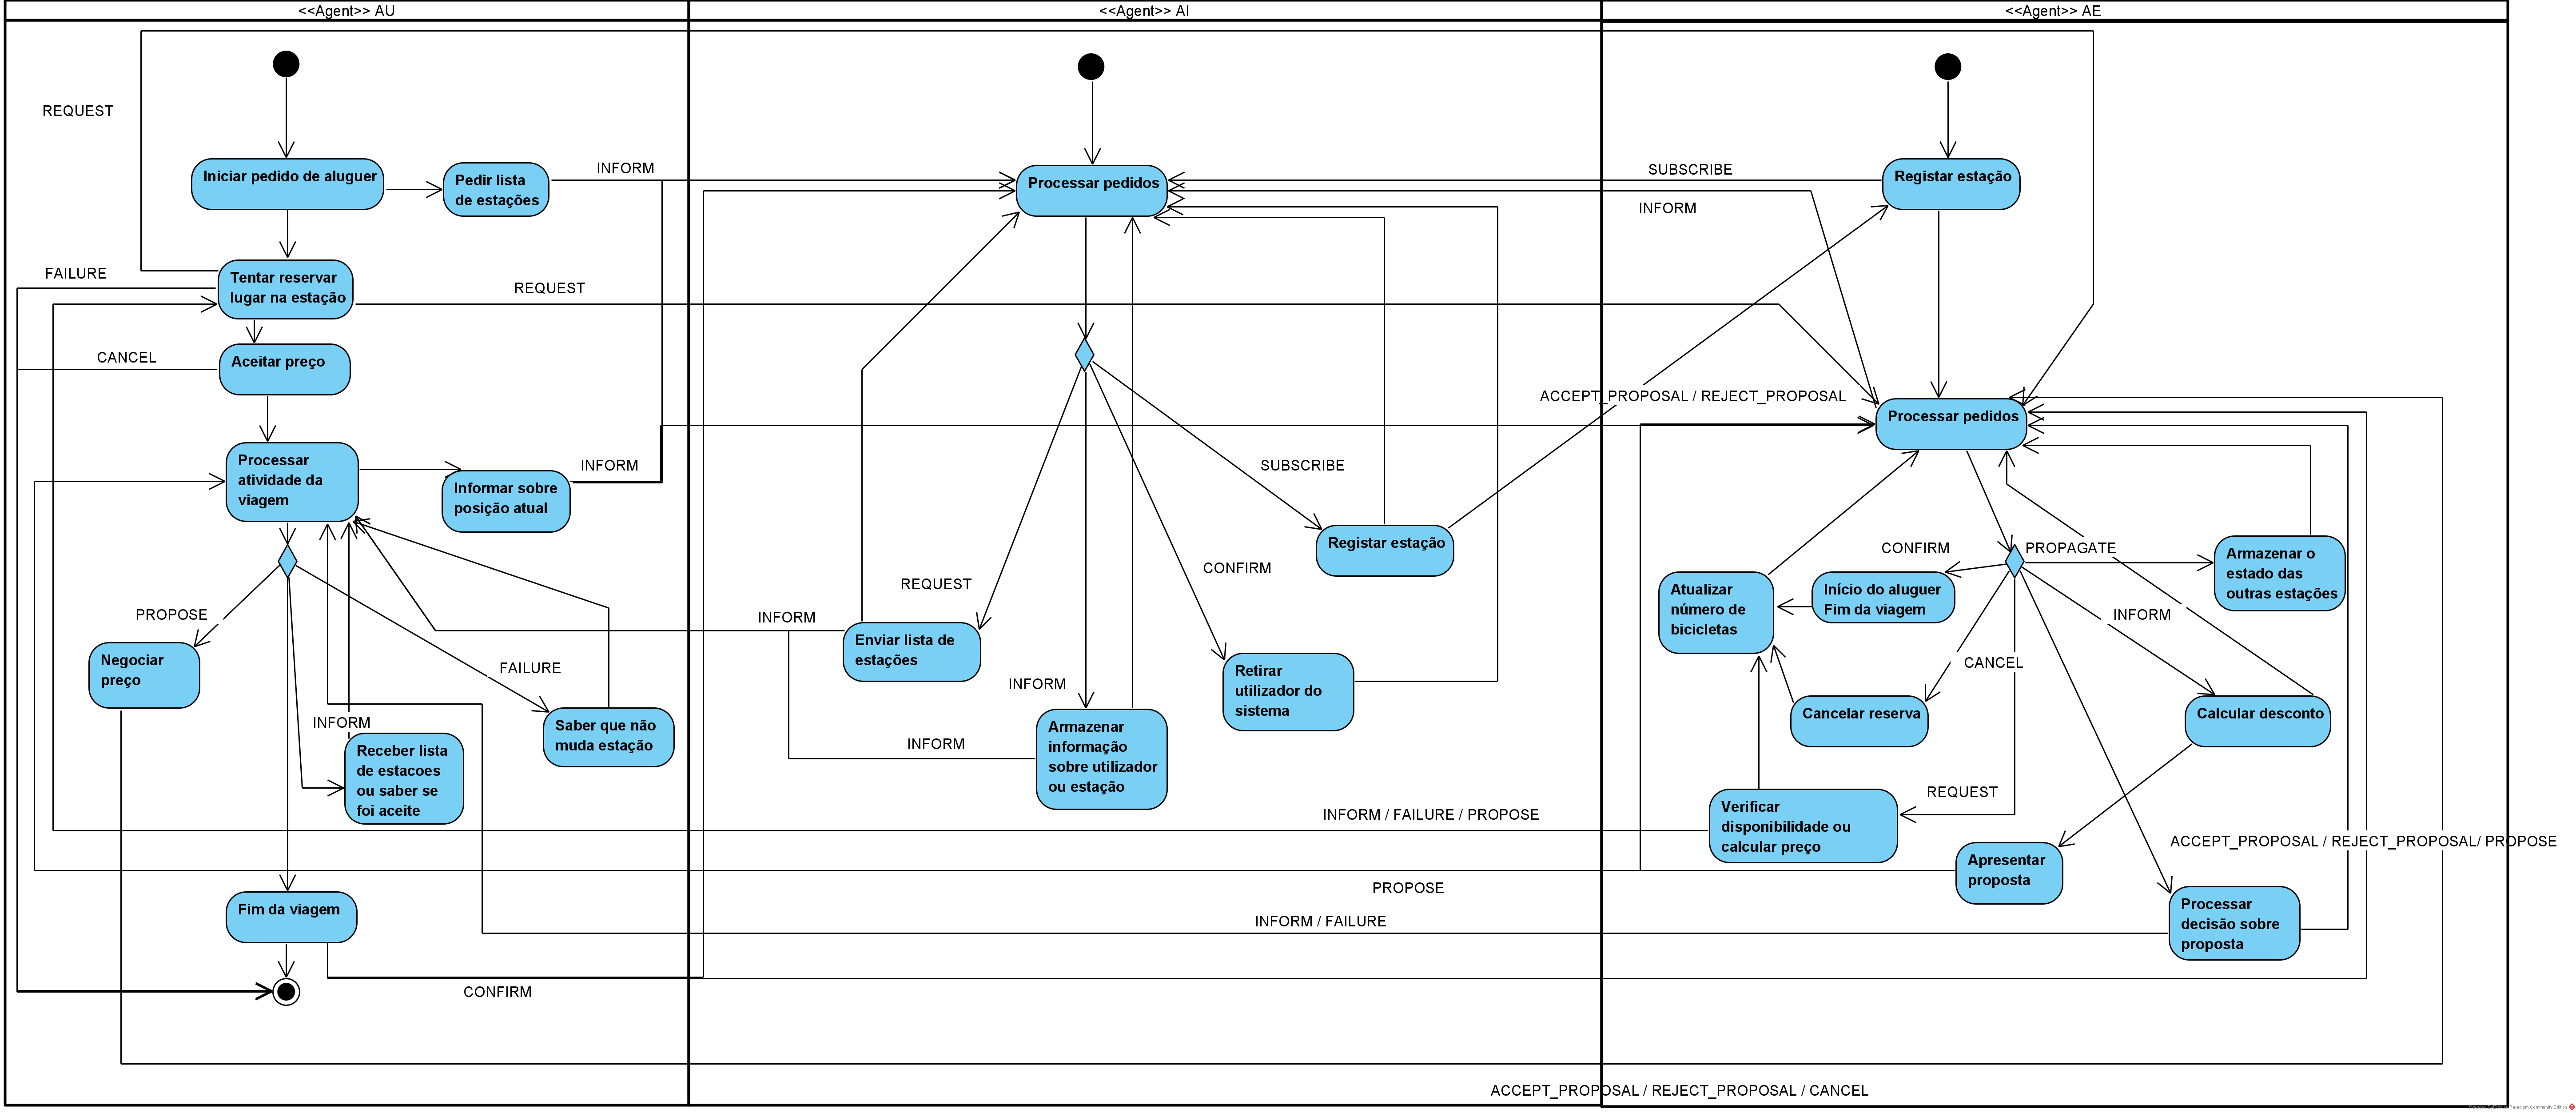 <<Agent>> AU
<<Agent>> AI
<<Agent>> AE
REQUEST
Iniciar pedido de aluguer
Pedir lista
de estações
INFORM
Tentar reservar
lugar na estação
FAILURE
REQUEST
Aceitar preço
CANCEL
Processar
atividade da
viagem
Informar sobre
posição atual
INFORM
PROPOSE
Negociar
preço
FAILURE
Saber que não
muda estação
INFORM
Receber lista
de estacoes
ou saber se
foi aceite
Fim da viagem
CONFIRM
Processar pedidos
SUBSCRIBE
INFORM
SUBSCRIBE
Registar estação
ACCEPT_PROPOSAL / REJECT_PROPOSAL
REQUEST
CONFIRM
INFORM
Enviar lista de
estações
INFORM
Retirar
utilizador do
sistema
INFORM
Armazenar
informação
sobre utilizador
ou estação
Registar estação
Processar pedidos
CONFIRM
PROPAGATE
Armazenar o
estado das
outras estações
Atualizar
número de
bicicletas
Início do aluguer
Fim da viagem
INFORM
CANCEL
Cancelar reserva
Calcular desconto
REQUEST
Verificar
disponibilidade ou
calcular preço
INFORM / FAILURE / PROPOSE
ACCEPT_PROPOSAL / REJECT_PROPOSAL/ PROPOSE
Apresentar
proposta
PROPOSE
Processar
decisão sobre
proposta
INFORM / FAILURE
ACCEPT_PROPOSAL / REJECT_PROPOSAL / CANCEL